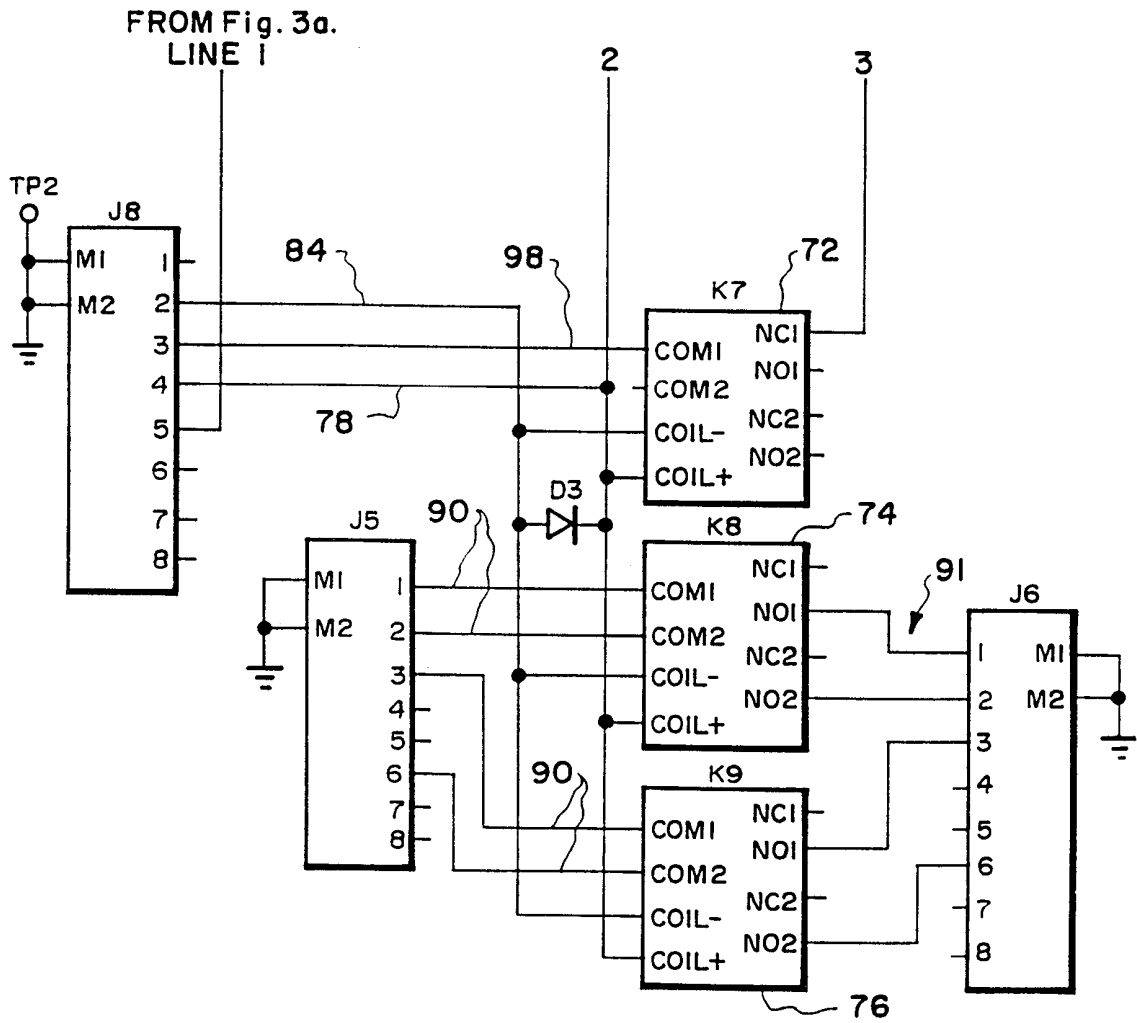 FROM Fig. 3a.
LINE 1
2
3
TP2
J8
M1
M2
1
2
3
4
5
6
7
8
84
98
78
72
K7
COM1
COM2
COIL-
COIL+
NC1
NO1
NC2
NO2
D3
J5
M1
M2
1
2
3
4
5
6
7
8
90
90
74
K8
COM1
COM2
COIL-
COIL+
NC1
NO1
NC2
NO2
91
K9
COM1
COM2
COIL-
COIL+
NC1
NO1
NC2
NO2
76
J6
1
2
3
4
5
6
7
8
M1
M2